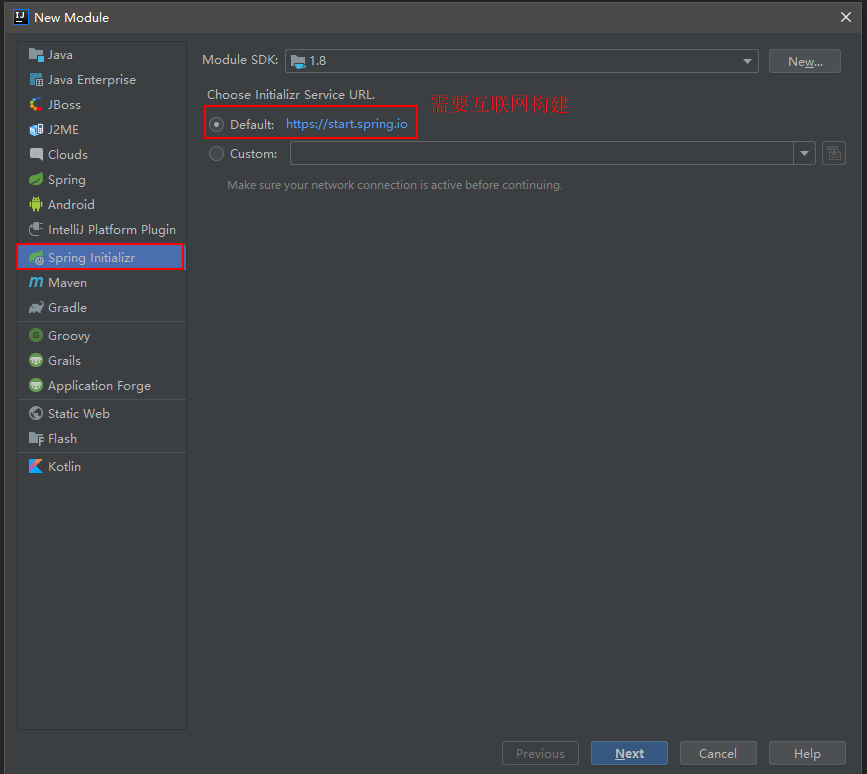 New Module
Java
Java Enterprise
JBoss
J2ME
Clouds
Spring
Android
IntelliJ Platform Plugin
Spring Initializr
Maven
Gradle
Groovy
Grails
Application Forge
Static Web
Flash
Kotlin
Module SDK: 1.8 New...
Choose Initializr Service URL.
需要互联网构建
Default: https://start.spring.io
Custom:
Make sure your network connection is active before continuing.
Previous Next Cancel Help